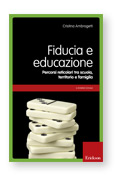 Cristina Ambrogetti
Fiducia e
educazione
Percorsi reticolari tra scuola,
territorio e famiglia
Erickson